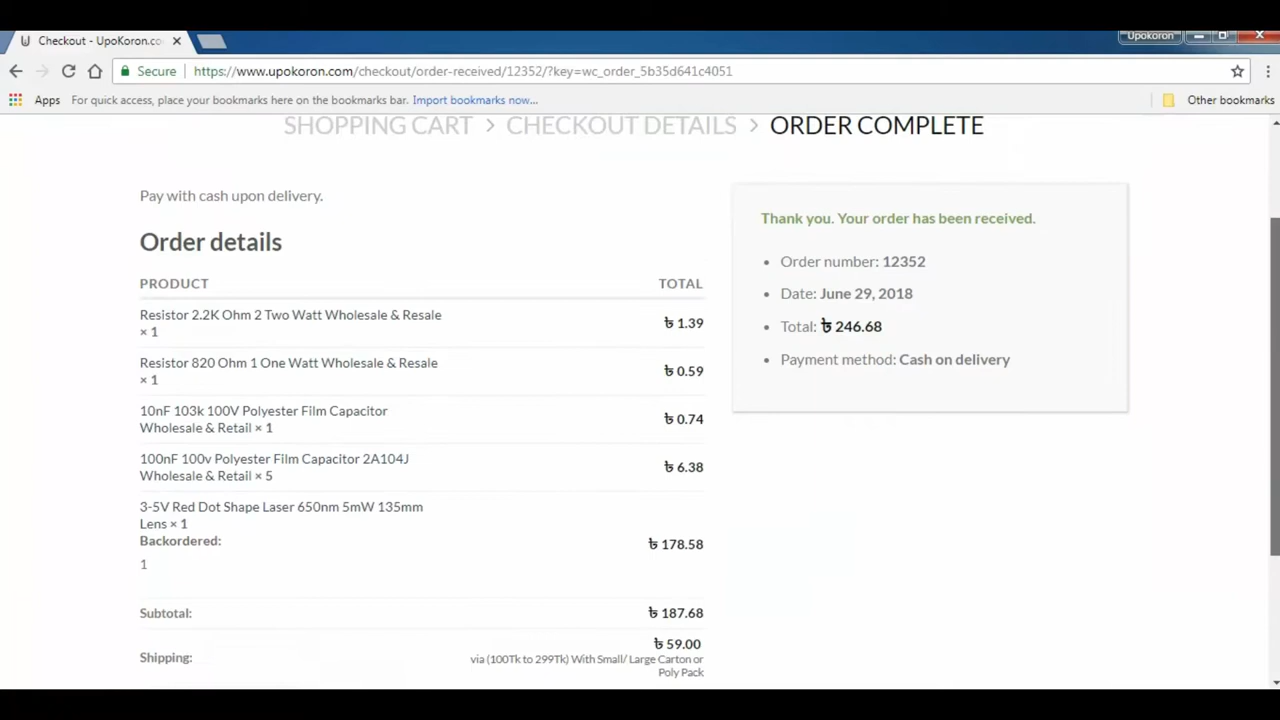 Checkout - UpoKoron.co
Upokoron
Secure
https://www.upokoron.com/checkout/order-received/12352/?key=wc_order_5b35d641c4051
Apps
For quick access, place your bookmarks here on the bookmarks bar. Import bookmarks now...
Other bookmarks
SHOPPING CART > CHECKOUT DETAILS > ORDER COMPLETE
Pay with cash upon delivery.
Order details
PRODUCT TOTAL
Resistor 2.2K Ohm 2 Two Watt Wholesale & Resale
× 1
৳ 1.39
Resistor 820 Ohm 1 One Watt Wholesale & Resale
× 1
৳ 0.59
10nF 103k 100V Polyester Film Capacitor
Wholesale & Retail × 1
৳ 0.74
100nF 100v Polyester Film Capacitor 2A104J
Wholesale & Retail × 5
৳ 6.38
3-5V Red Dot Shape Laser 650nm 5mW 135mm
Lens × 1
Backordered:
1
৳ 178.58
Subtotal: ৳ 187.68
Shipping:
৳ 59.00
via (100Tk to 299Tk) With Small/ Large Carton or
Poly Pack
Thank you. Your order has been received.
• Order number: 12352
• Date: June 29, 2018
• Total: ৳ 246.68
• Payment method: Cash on delivery